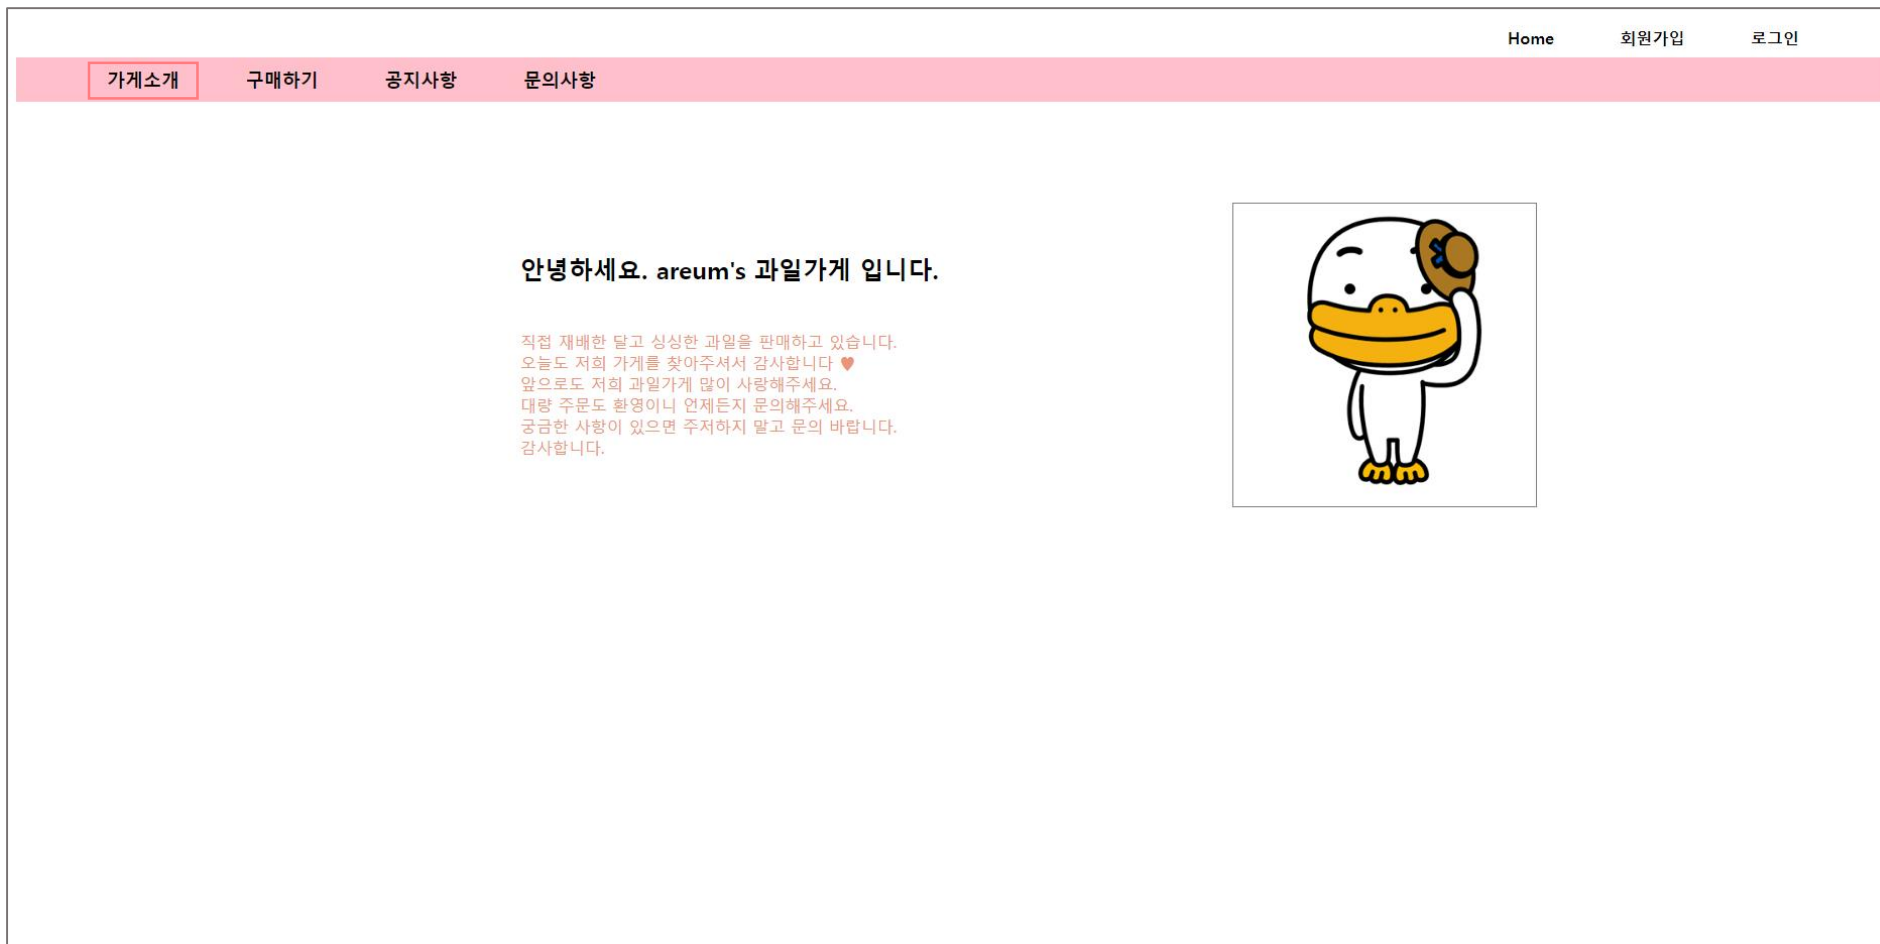 Home 회원가입 로그인
가게소개 구매하기 공지사항 문의사항
안녕하세요. areum's 과일가게 입니다.
직접 재배한 달고 싱싱한 과일을 판매하고 있습니다.
오늘도 저희 가게를 찾아주셔서 감사합니다 ♥
앞으로도 저희 과일가게 많이 사랑해주세요.
대량 주문도 환영이니 언제든지 문의해주세요.
궁금한 사항이 있으면 주저하지 말고 문의 바랍니다.
감사합니다.